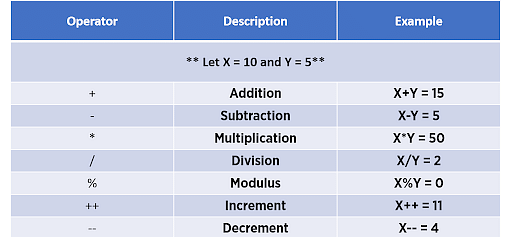 Operator Description Example
** Let X = 10 and Y = 5**
+ Addition X+Y = 15
- Subtraction X-Y = 5
* Multiplication X*Y = 50
/ Division X/Y = 2
% Modulus X%Y = 0
++ Increment X++ = 11
-- Decrement X-- = 4